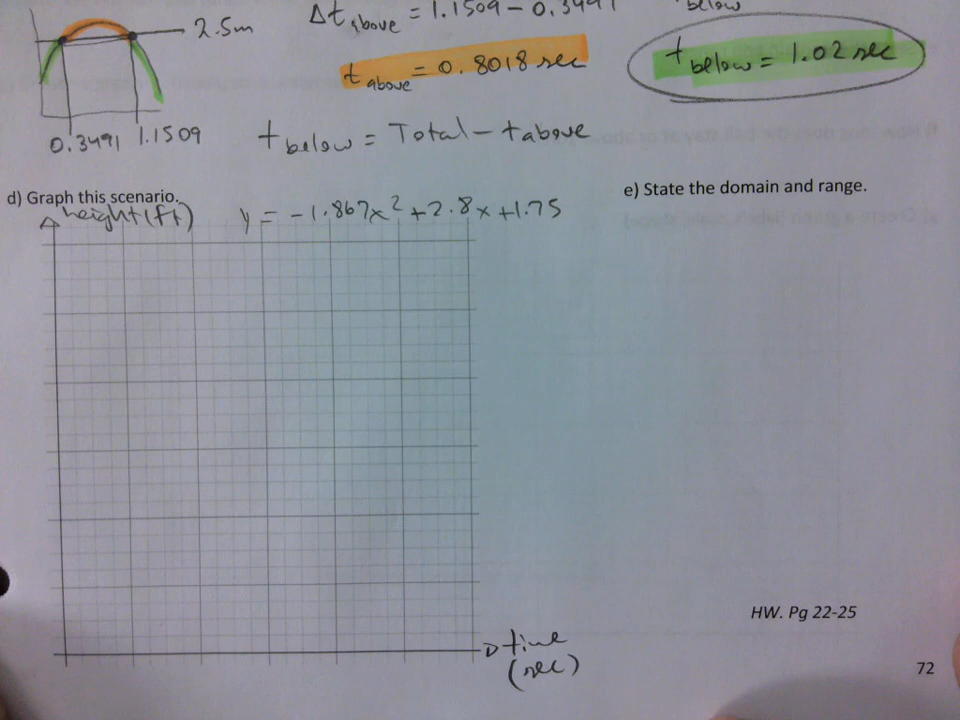 2.5m
Δt above = 1.1509 - 0.3491
below
t above = 0.8018 sec
t below = 1.02 sec
0.3491 1.1509
t below = Total - t above
d) Graph this scenario.
e) State the domain and range.
height (ft)
y = -1.867x² + 2.8x + 1.75
time
(sec)
HW. Pg 22-25
72